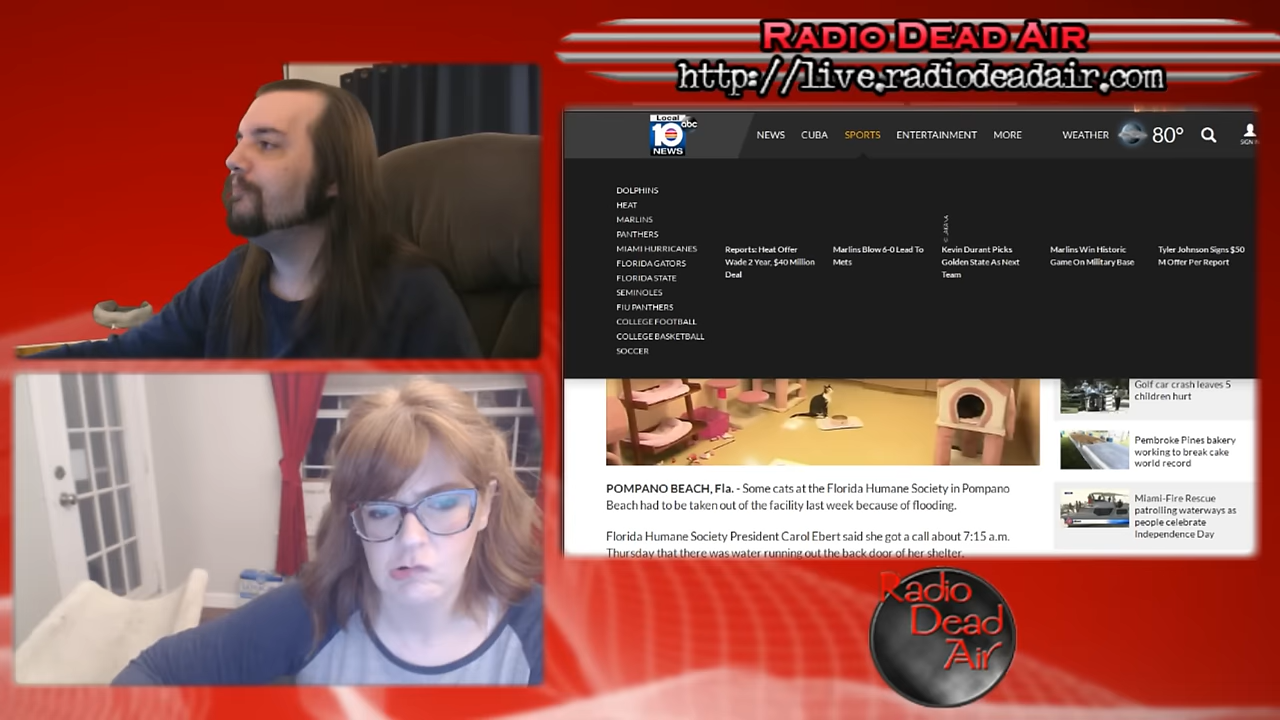 Radio Dead Air
http://live.radiodeadair.com
Local
10 abc
NEWS
NEWS CUBA SPORTS ENTERTAINMENT MORE WEATHER 80° SIGN
DOLPHINS
HEAT
MARLINS
PANTHERS
MIAMI HURRICANES
FLORIDA GATORS
FLORIDA STATE
SEMINOLES
FIU PANTHERS
COLLEGE FOOTBALL
COLLEGE BASKETBALL
SOCCER
Reports: Heat Offer
Wade 2 Year, $40 Million
Deal
Marlins Blow 6-0 Lead To
Mets
Kevin Durant Picks
Golden State As Next
Team
Marlins Win Historic
Game On Military Base
Tyler Johnson Signs $50
M Offer Per Report
Golf car crash leaves 5
children hurt
Pembroke Pines bakery
working to break cake
world record
Miami-Fire Rescue
patrolling waterways as
people celebrate
Independence Day
POMPANO BEACH, Fla. - Some cats at the Florida Humane Society in Pompano
Beach had to be taken out of the facility last week because of flooding.
Florida Humane Society President Carol Ebert said she got a call about 7:15 a.m.
Thursday that there was water running out the back door of her shelter.
Radio
Dead
Air